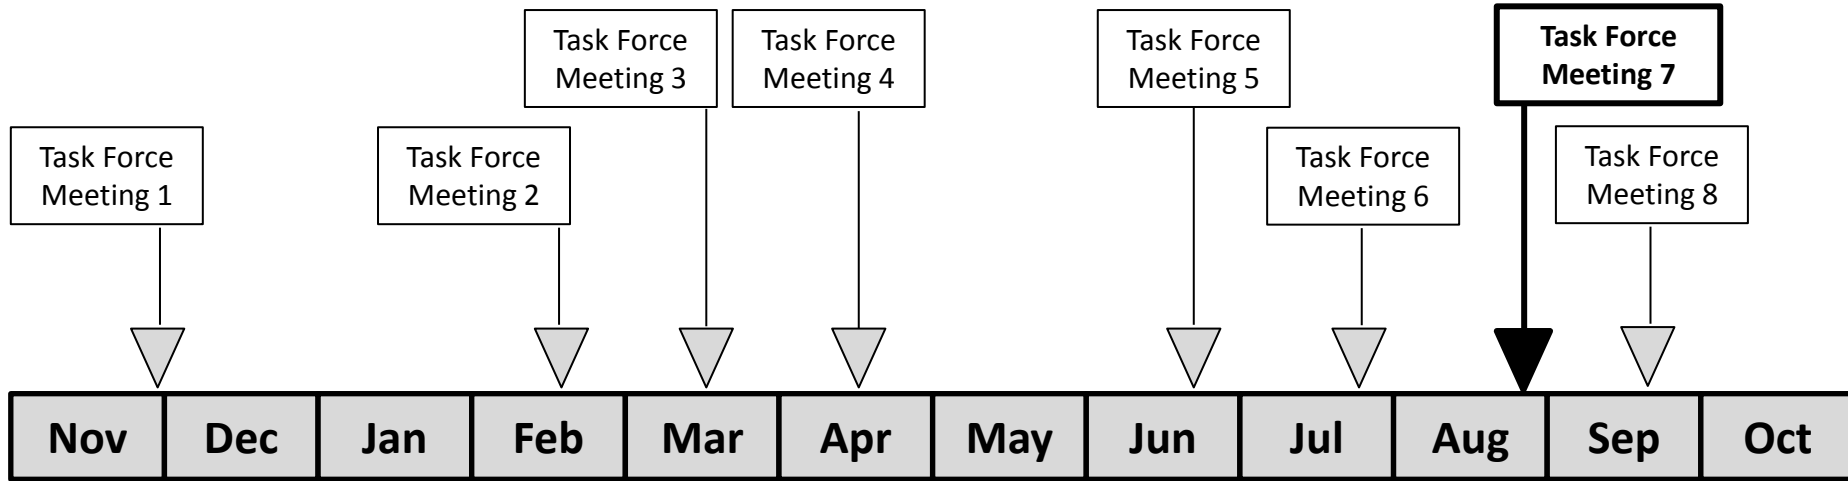 Task Force
Meeting 1
Task Force
Meeting 2
Task Force
Meeting 3
Task Force
Meeting 4
Task Force
Meeting 5
Task Force
Meeting 6
Task Force
Meeting 7
Task Force
Meeting 8
Nov Dec Jan Feb Mar Apr May Jun Jul Aug Sep Oct